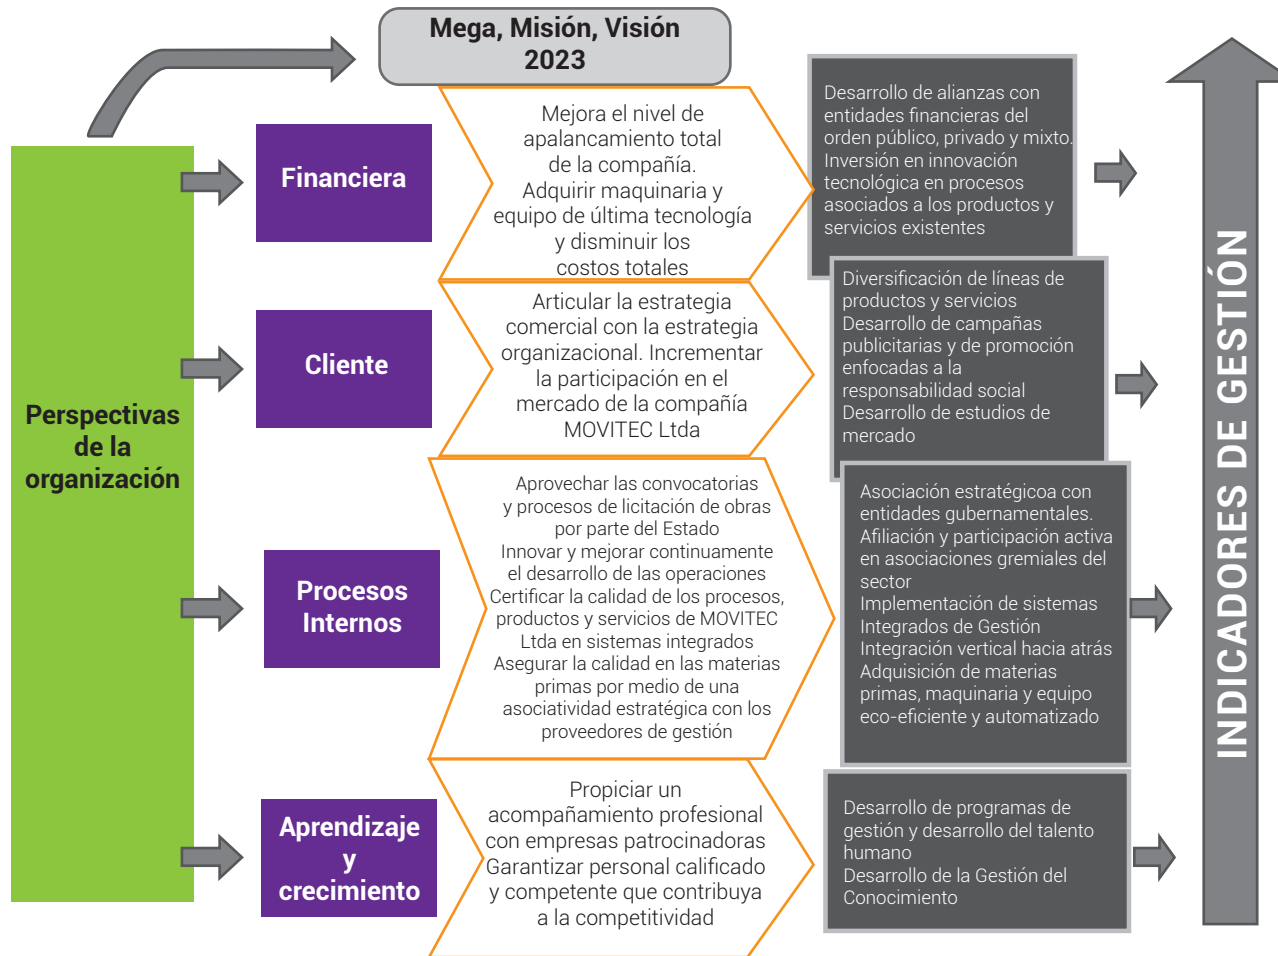 Mega, Misión, Visión
2023
Perspectivas
de la
organización
Financiera
Mejora el nivel de
apalancamiento total
de la compañía.
Adquirir maquinaria y
equipo de última tecnología
y disminuir los
costos totales
Desarrollo de alianzas con
entidades financieras del
orden público, privado y mixto.
Inversión en innovación
tecnológica en procesos
asociados a los productos y
servicios existentes
Cliente
Articular la estrategia
comercial con la estrategia
organizacional. Incrementar
la participación en el
mercado de la compañía
MOVITEC Ltda
Diversificación de líneas de
productos y servicios
Desarrollo de campañas
publicitarias y de promoción
enfocadas a la
responsabilidad social
Desarrollo de estudios de
mercado
Procesos
Internos
Aprovechar las convocatorias
y procesos de licitación de obras
por parte del Estado
Innovar y mejorar continuamente
el desarrollo de las operaciones
Certificar la calidad de los procesos,
productos y servicios de MOVITEC
Ltda en sistemas integrados
Asegurar la calidad en las materias
primas por medio de una
asociatividad estratégica con los
proveedores de gestión
Asociación estratégicoa con
entidades gubernamentales.
Afiliación y participación activa
en asociaciones gremiales del
sector
Implementación de sistemas
Integrados de Gestión
Integración vertical hacia atrás
Adquisición de materias
primas, maquinaria y equipo
eco-eficiente y automatizado
Aprendizaje
y
crecimiento
Propiciar un
acompañamiento profesional
con empresas patrocinadoras
Garantizar personal calificado
y competente que contribuya
a la competitividad
Desarrollo de programas de
gestión y desarrollo del talento
humano
Desarrollo de la Gestión del
Conocimiento
INDICADORES DE GESTIÓN